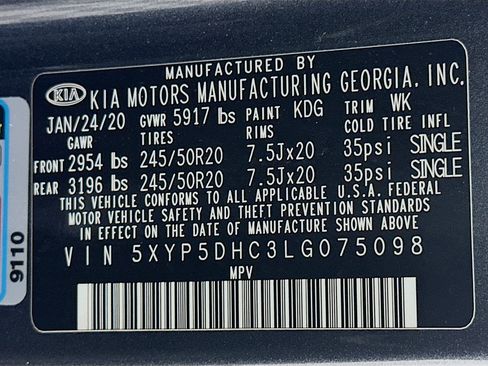 MANUFACTURED BY
KIA KIA MOTORS MANUFACTURING GEORGIA, INC.
JAN/24/20 GVWR 5917 lbs PAINT KDG TRIM WK
GAWR RIMS COLD TIRE INFL
FRONT 2954 lbs 245/50R20 7.5Jx20 35psi SINGLE
REAR 3196 lbs 245/50R20 7.5Jx20 35psi SINGLE
THIS VEHICLE CONFORMS TO ALL APPLICABLE U.S.A. FEDERAL
MOTOR VEHICLE SAFETY AND THEFT PREVENTION STANDARDS
IN EFFECT ON THE DATE OF MANUFACTURE SHOWN ABOVE
VIN 5XYP5DHC3LG075098
MPV
9110